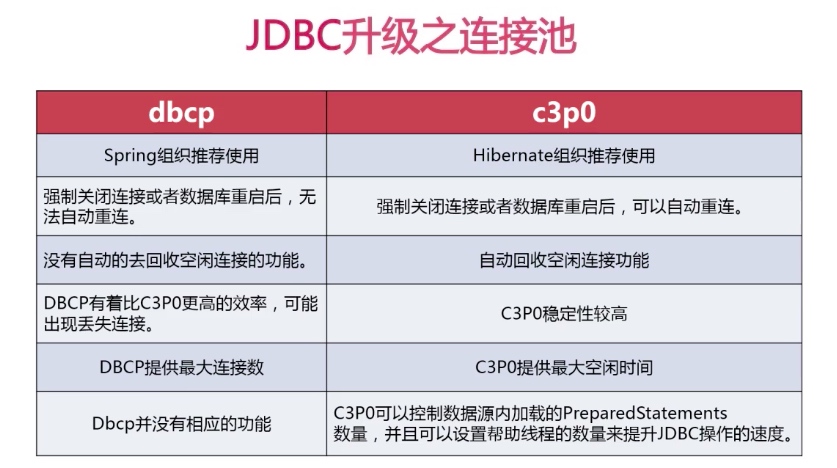 JDBC升级之连接池
dbcp
c3p0
Spring组织推荐使用
Hibernate组织推荐使用
强制关闭连接或者数据库重启后，无
法自动重连。
强制关闭连接或者数据库重启后，可以自动重连。
没有自动的去回收空闲连接的功能。
自动回收空闲连接功能
DBCP有着比C3P0更高的效率，可能
出现丢失连接。
C3P0稳定性较高
DBCP提供最大连接数
C3P0提供最大空闲时间
Dbcp并没有相应的功能
C3P0可以控制数据源内加载的PreparedStatements
数量，并且可以设置帮助线程的数量来提升JDBC操作的速度。